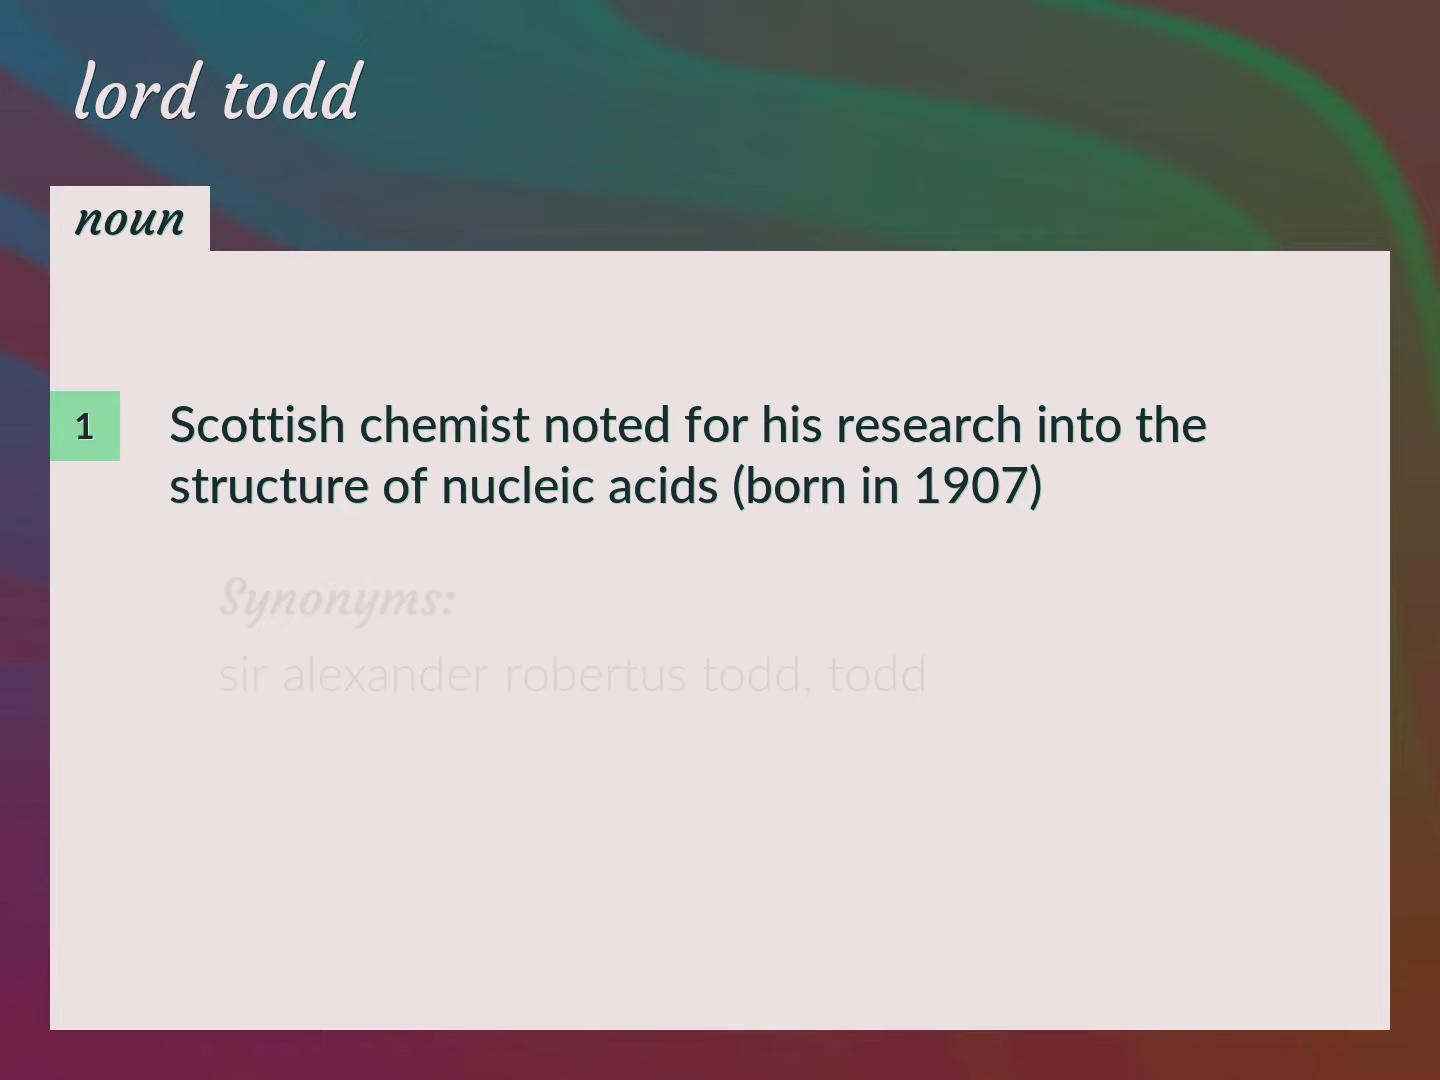 lord todd
noun
1 Scottish chemist noted for his research into the
structure of nucleic acids (born in 1907)
Synonyms:
sir alexander robertus todd, todd